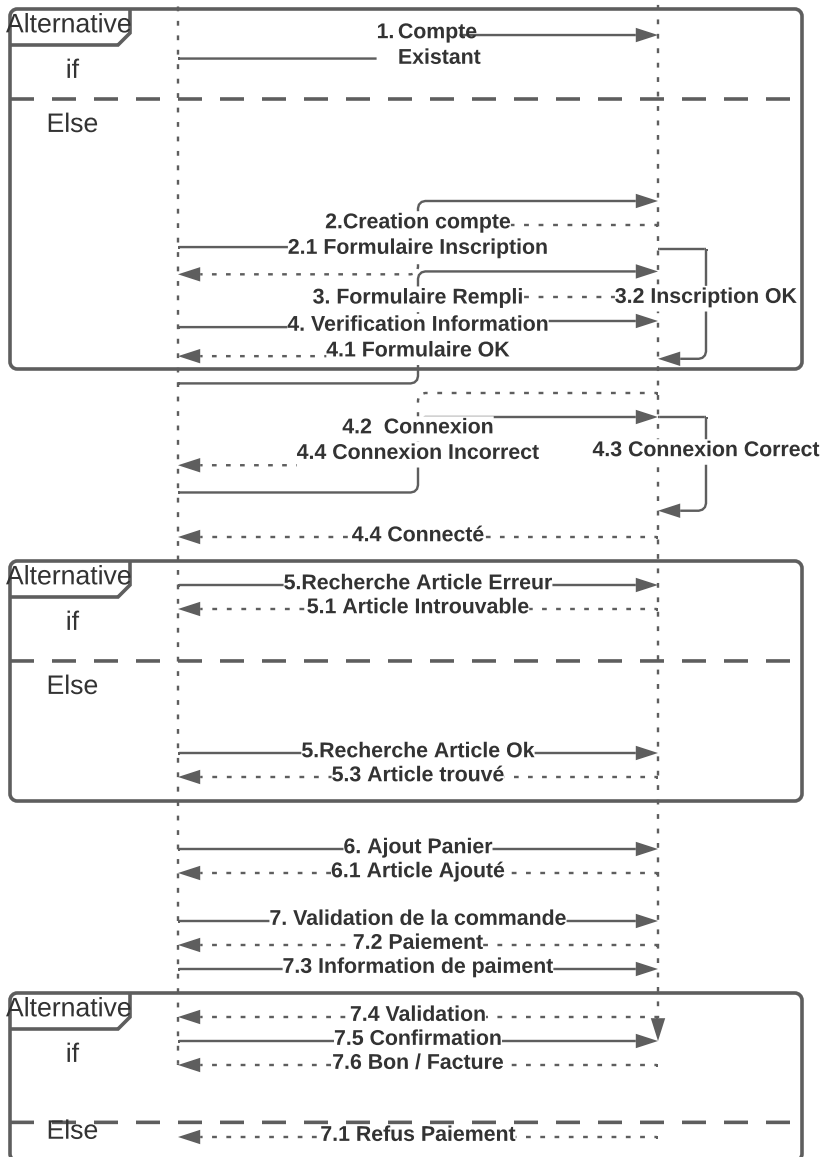 Alternative
1. Compte
Existant
if
Else
2.Creation compte
2.1 Formulaire Inscription
3. Formulaire Rempli
3.2 Inscription OK
4. Verification Information
4.1 Formulaire OK
4.2 Connexion
4.4 Connexion Incorrect
4.3 Connexion Correct
4.4 Connecté
Alternative
5.Recherche Article Erreur
5.1 Article Introuvable
if
Else
5.Recherche Article Ok
5.3 Article trouvé
6. Ajout Panier
6.1 Article Ajouté
7. Validation de la commande
7.2 Paiement
7.3 Information de paiment
Alternative
7.4 Validation
7.5 Confirmation
if
7.6 Bon / Facture
Else
7.1 Refus Paiement